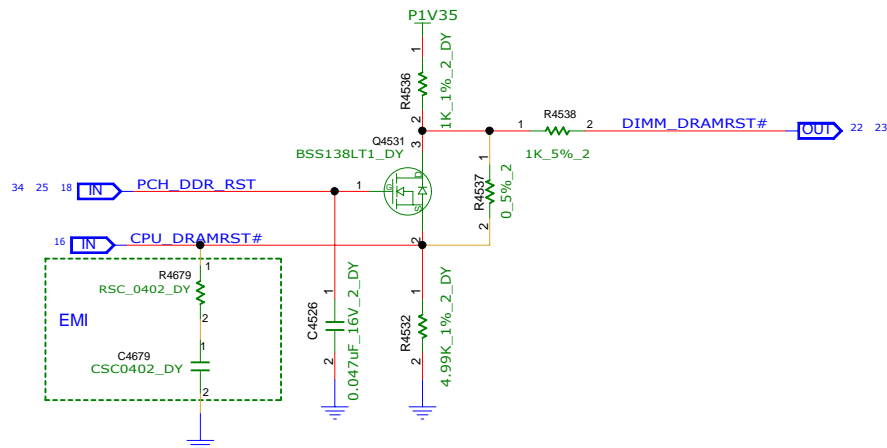 P1V35
1
R4536
1K_1%_2_DY
2
Q4531
3
BSS138LT1_DY
D
G
S
1
R4538
2
1K_5%_2
DIMM_DRAMRST#
OUT
22 23
1
R4537
0_5%_2
2
34 25 18
IN
PCH_DDR_RST
1
16
IN
CPU_DRAMRST#
2
1
R4679
RSC_0402_DY
2
EMI
1
C4679
CSC0402_DY
2
1
C4526
0.047uF_16V_2_DY
2
1
R4532
4.99K_1%_2_DY
2